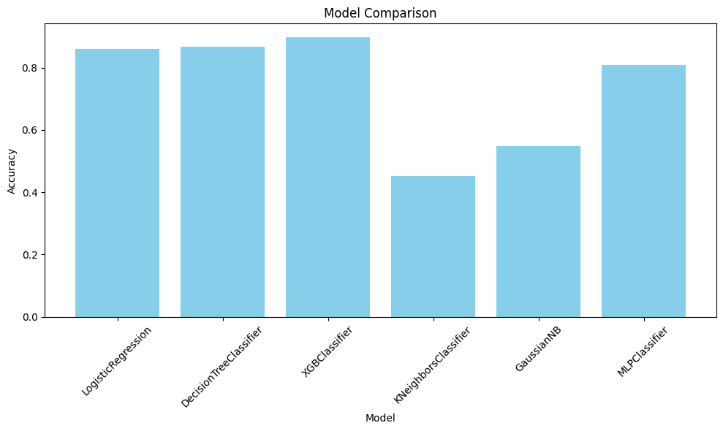 Model Comparison
Accuracy
0.8
0.6
0.4
0.2
0.0
LogisticRegression
DecisionTreeClassifier
XGBClassifier
KNeighborsClassifier
GaussianNB
MLPClassifier
Model